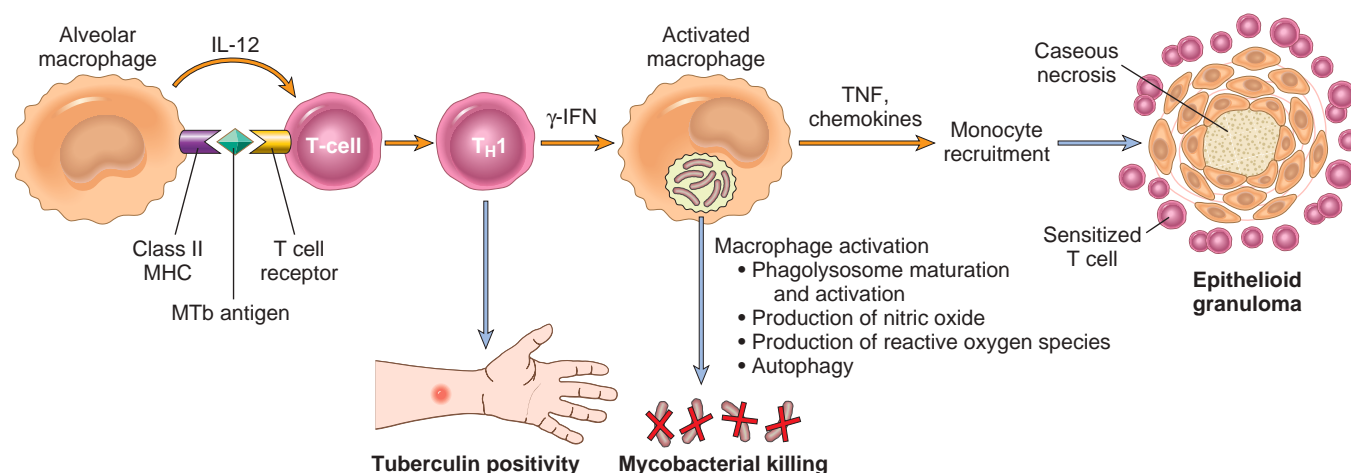 Alveolar
macrophage
IL-12
T-cell
Class II
MHC
T cell
receptor
MTb antigen
TH1
γ-IFN
Activated
macrophage
TNF,
chemokines
Monocyte
recruitment
Caseous
necrosis
Sensitized
T cell
Epithelioid
granuloma
Macrophage activation
• Phagolysosome maturation
and activation
• Production of nitric oxide
• Production of reactive oxygen species
• Autophagy
Tuberculin positivity
Mycobacterial killing